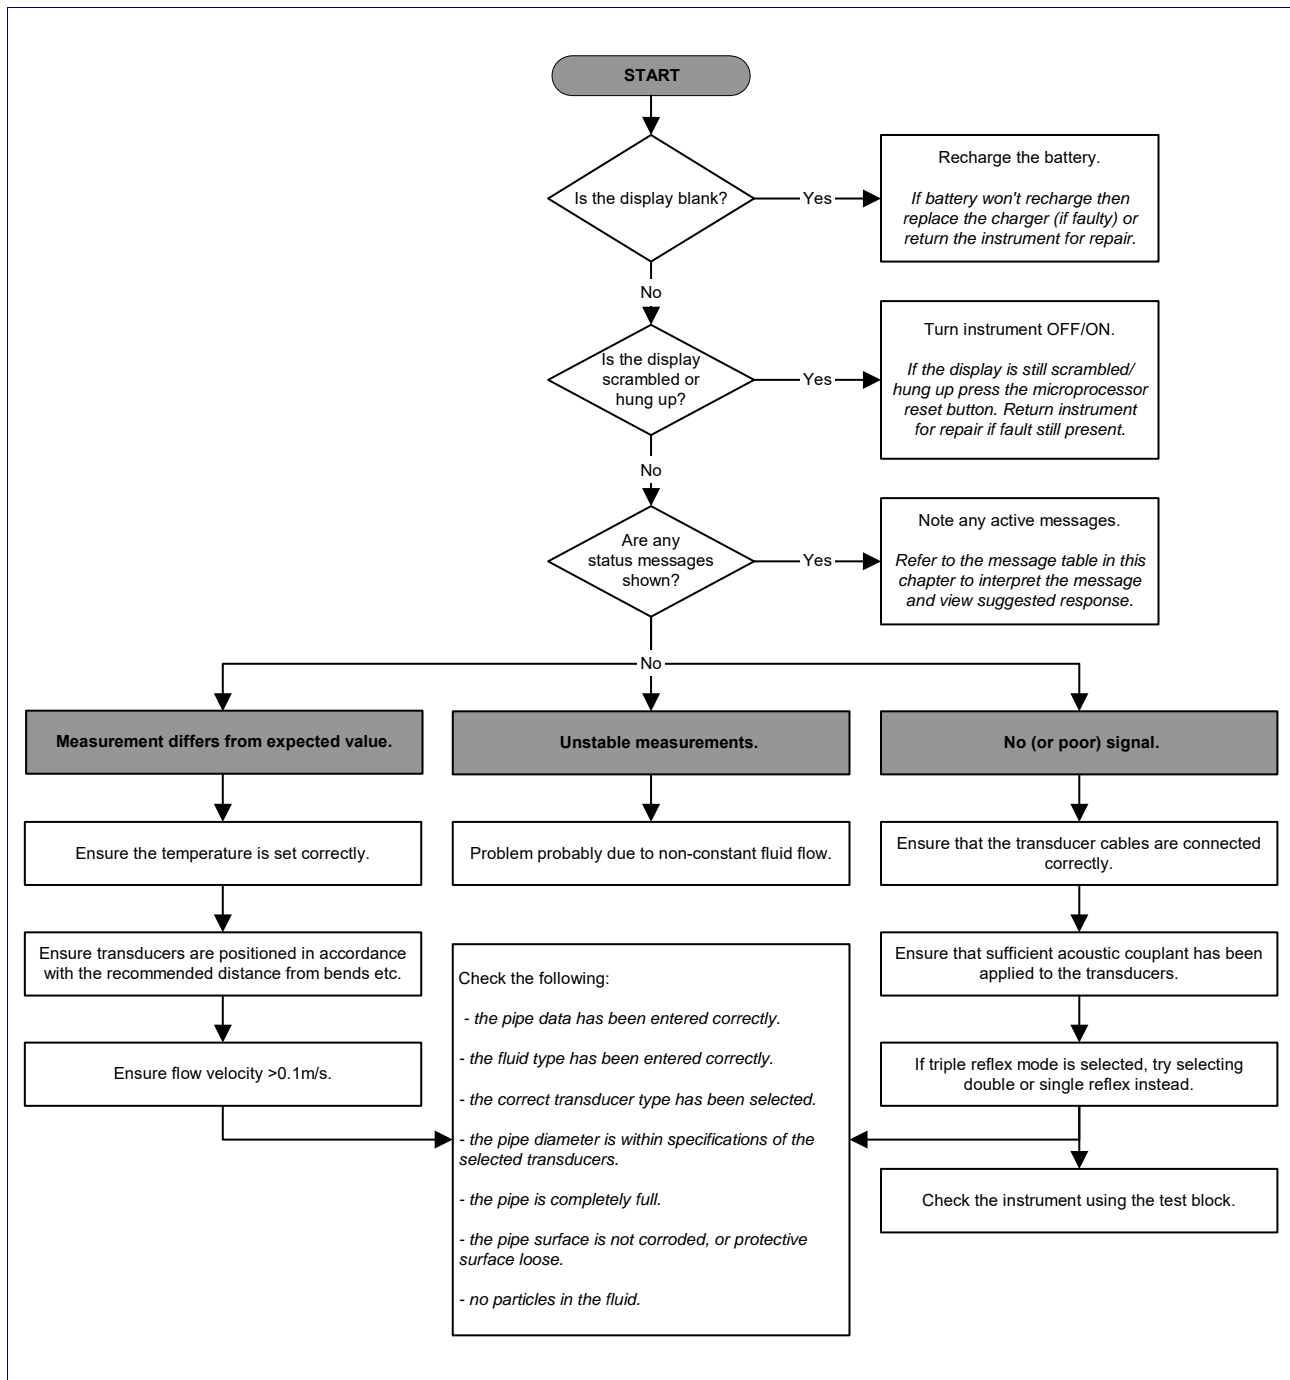 START
Is the display blank?
Yes
Recharge the battery.
If battery won't recharge then
replace the charger (if faulty) or
return the instrument for repair.
No
Is the display
scrambled or
hung up?
Yes
Turn instrument OFF/ON.
If the display is still scrambled/
hung up press the microprocessor
reset button. Return instrument
for repair if fault still present.
No
Are any
status messages
shown?
Yes
Note any active messages.
Refer to the message table in this
chapter to interpret the message
and view suggested response.
No
Measurement differs from expected value.
Ensure the temperature is set correctly.
Ensure transducers are positioned in accordance
with the recommended distance from bends etc.
Ensure flow velocity >0.1m/s.
Unstable measurements.
Problem probably due to non-constant fluid flow.
Check the following:
- the pipe data has been entered correctly.
- the fluid type has been entered correctly.
- the correct transducer type has been selected.
- the pipe diameter is within specifications of the
selected transducers.
- the pipe is completely full.
- the pipe surface is not corroded, or protective
surface loose.
- no particles in the fluid.
No (or poor) signal.
Ensure that the transducer cables are connected
correctly.
Ensure that sufficient acoustic couplant has been
applied to the transducers.
If triple reflex mode is selected, try selecting
double or single reflex instead.
Check the instrument using the test block.